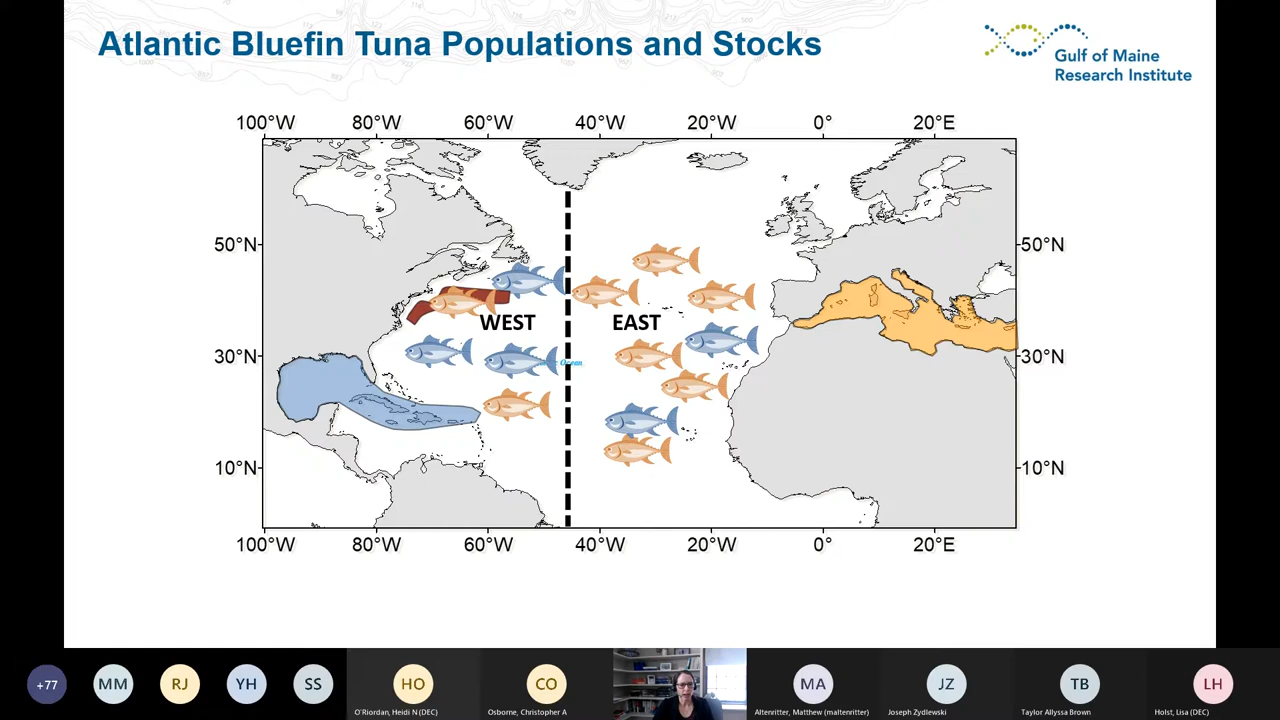 Atlantic Bluefin Tuna Populations and Stocks
Gulf of Maine
Research Institute
100°W 80°W 60°W 40°W 20°W 0° 20°E
50°N 50°N
WEST EAST
30°N 30°N
Ocean
10°N 10°N
100°W 80°W 60°W 40°W 20°W 0° 20°E
+77 MM RJ YH SS HO CO MA JZ TB LH
O'Riordan, Heidi N (DEC) Osborne, Christopher A Altenritter, Matthew (maltenritter) Joseph Zydlewski Taylor Allyssa Brown Holst, Lisa (DEC)